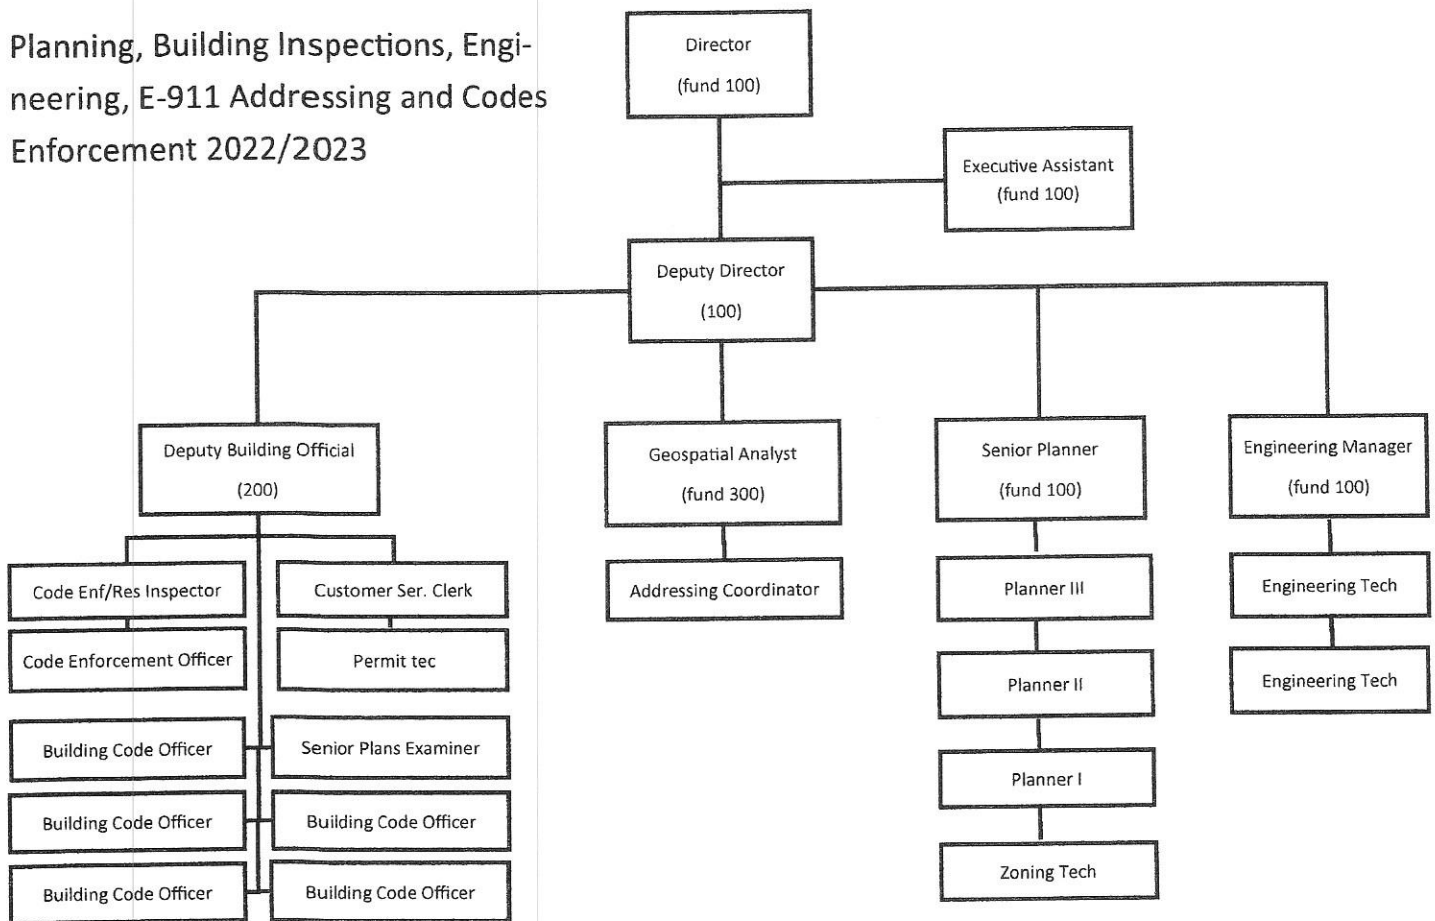 Planning, Building Inspections, Engi-
neering, E-911 Addressing and Codes
Enforcement 2022/2023
Director
(fund 100)
Executive Assistant
(fund 100)
Deputy Director
(100)
Deputy Building Official
(200)
Geospatial Analyst
(fund 300)
Senior Planner
(fund 100)
Engineering Manager
(fund 100)
Code Enf/Res Inspector
Customer Ser. Clerk
Code Enforcement Officer
Permit tec
Building Code Officer
Senior Plans Examiner
Building Code Officer
Building Code Officer
Building Code Officer
Building Code Officer
Addressing Coordinator
Planner III
Planner II
Planner I
Zoning Tech
Engineering Tech
Engineering Tech